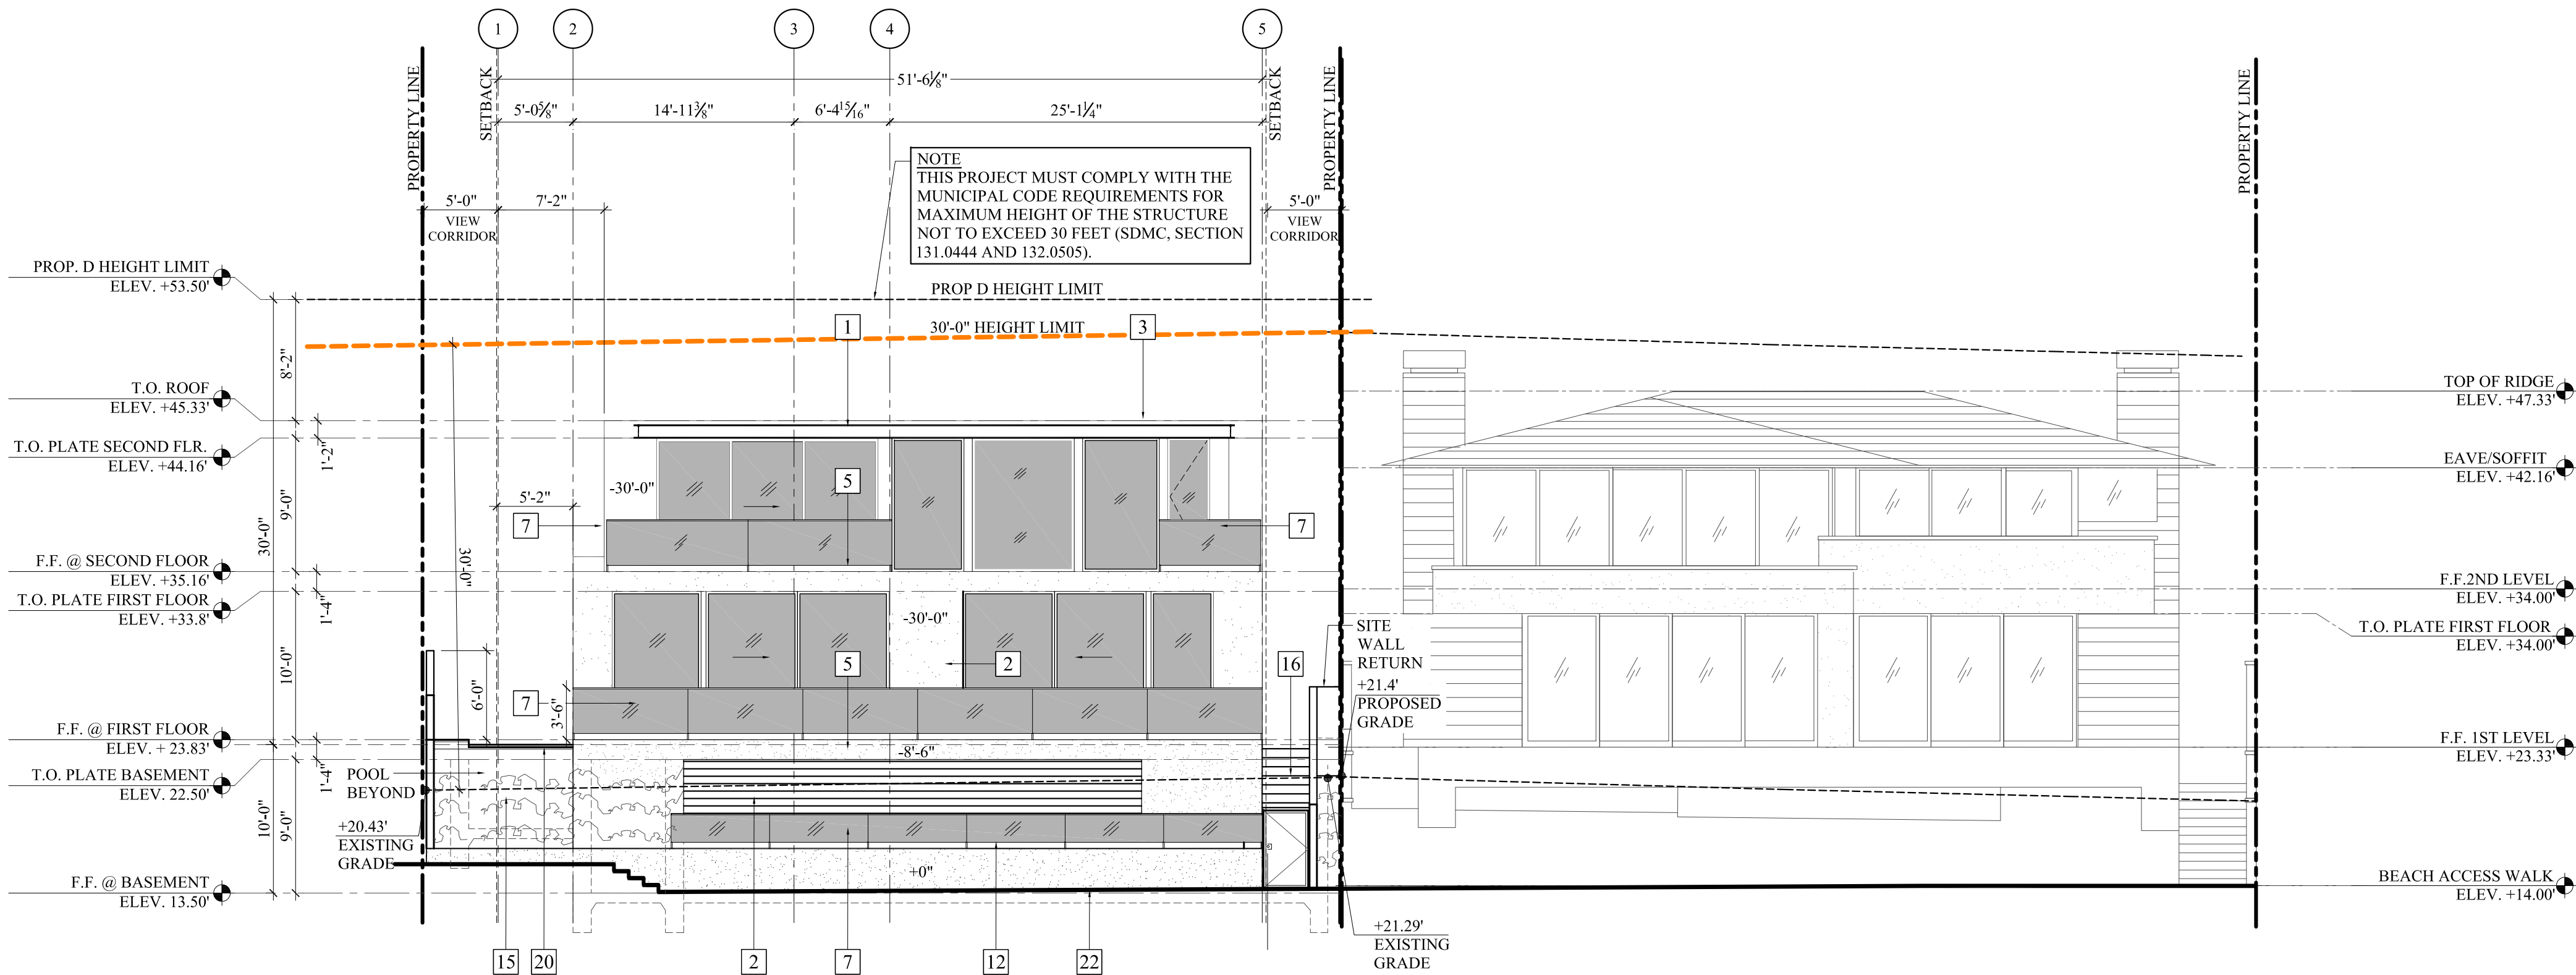 1
2
3
4
5
PROPERTY LINE
SETBACK
SETBACK
PROPERTY LINE
PROPERTY LINE
51'-6⅛"
5'-0⅝"
14'-11⅜"
6'-4¹⁵⁄₁₆"
25'-1¼"
NOTE
THIS PROJECT MUST COMPLY WITH THE
MUNICIPAL CODE REQUIREMENTS FOR
MAXIMUM HEIGHT OF THE STRUCTURE
NOT TO EXCEED 30 FEET (SDMC, SECTION
131.0444 AND 132.0505).
5'-0"
VIEW
CORRIDOR
7'-2"
5'-0"
VIEW
CORRIDOR
PROP. D HEIGHT LIMIT
ELEV. +53.50'
PROP D HEIGHT LIMIT
1
30'-0" HEIGHT LIMIT
3
8'-2"
T.O. ROOF
ELEV. +45.33'
T.O. PLATE SECOND FLR.
ELEV. +44.16'
1'-2"
9'-0"
30'-0"
30'-0"
5'-2"
-30'-0"
5
7
7
F.F. @ SECOND FLOOR
ELEV. +35.16'
T.O. PLATE FIRST FLOOR
ELEV. +33.8'
1'-4"
10'-0"
6'-0"
3'-6"
-30'-0"
5
2
7
16
SITE
WALL
RETURN
+21.4'
PROPOSED
GRADE
F.F. @ FIRST FLOOR
ELEV. + 23.83'
T.O. PLATE BASEMENT
ELEV. 22.50'
1'-4"
10'-0"
9'-0"
-8'-6"
POOL
BEYOND
+20.43'
EXISTING
GRADE
F.F. @ BASEMENT
ELEV. 13.50'
+0"
+21.29'
EXISTING
GRADE
15
20
2
7
12
22
TOP OF RIDGE
ELEV. +47.33'
EAVE/SOFFIT
ELEV. +42.16'
F.F.2ND LEVEL
ELEV. +34.00'
T.O. PLATE FIRST FLOOR
ELEV. +34.00'
F.F. 1ST LEVEL
ELEV. +23.33'
BEACH ACCESS WALK
ELEV. +14.00'